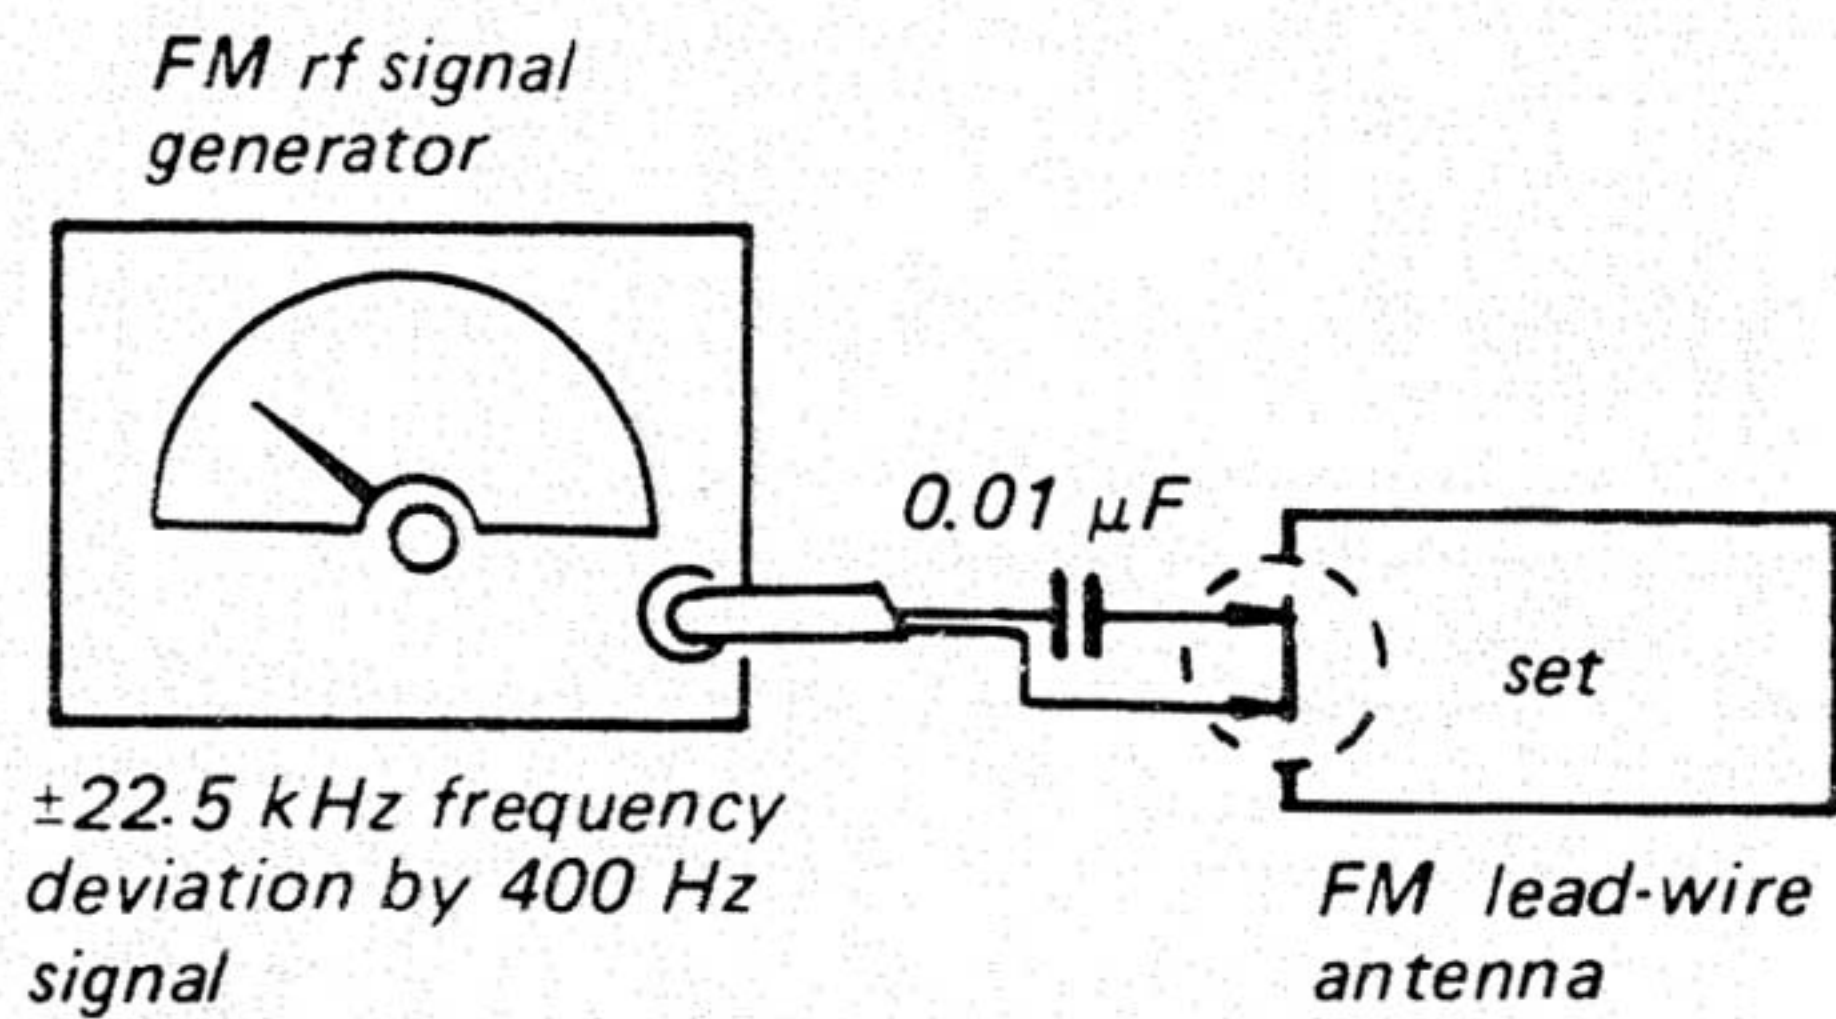 FM rf signal
generator
0.01 μF
set
±22.5 kHz frequency
deviation by 400 Hz
signal
FM lead-wire
antenna